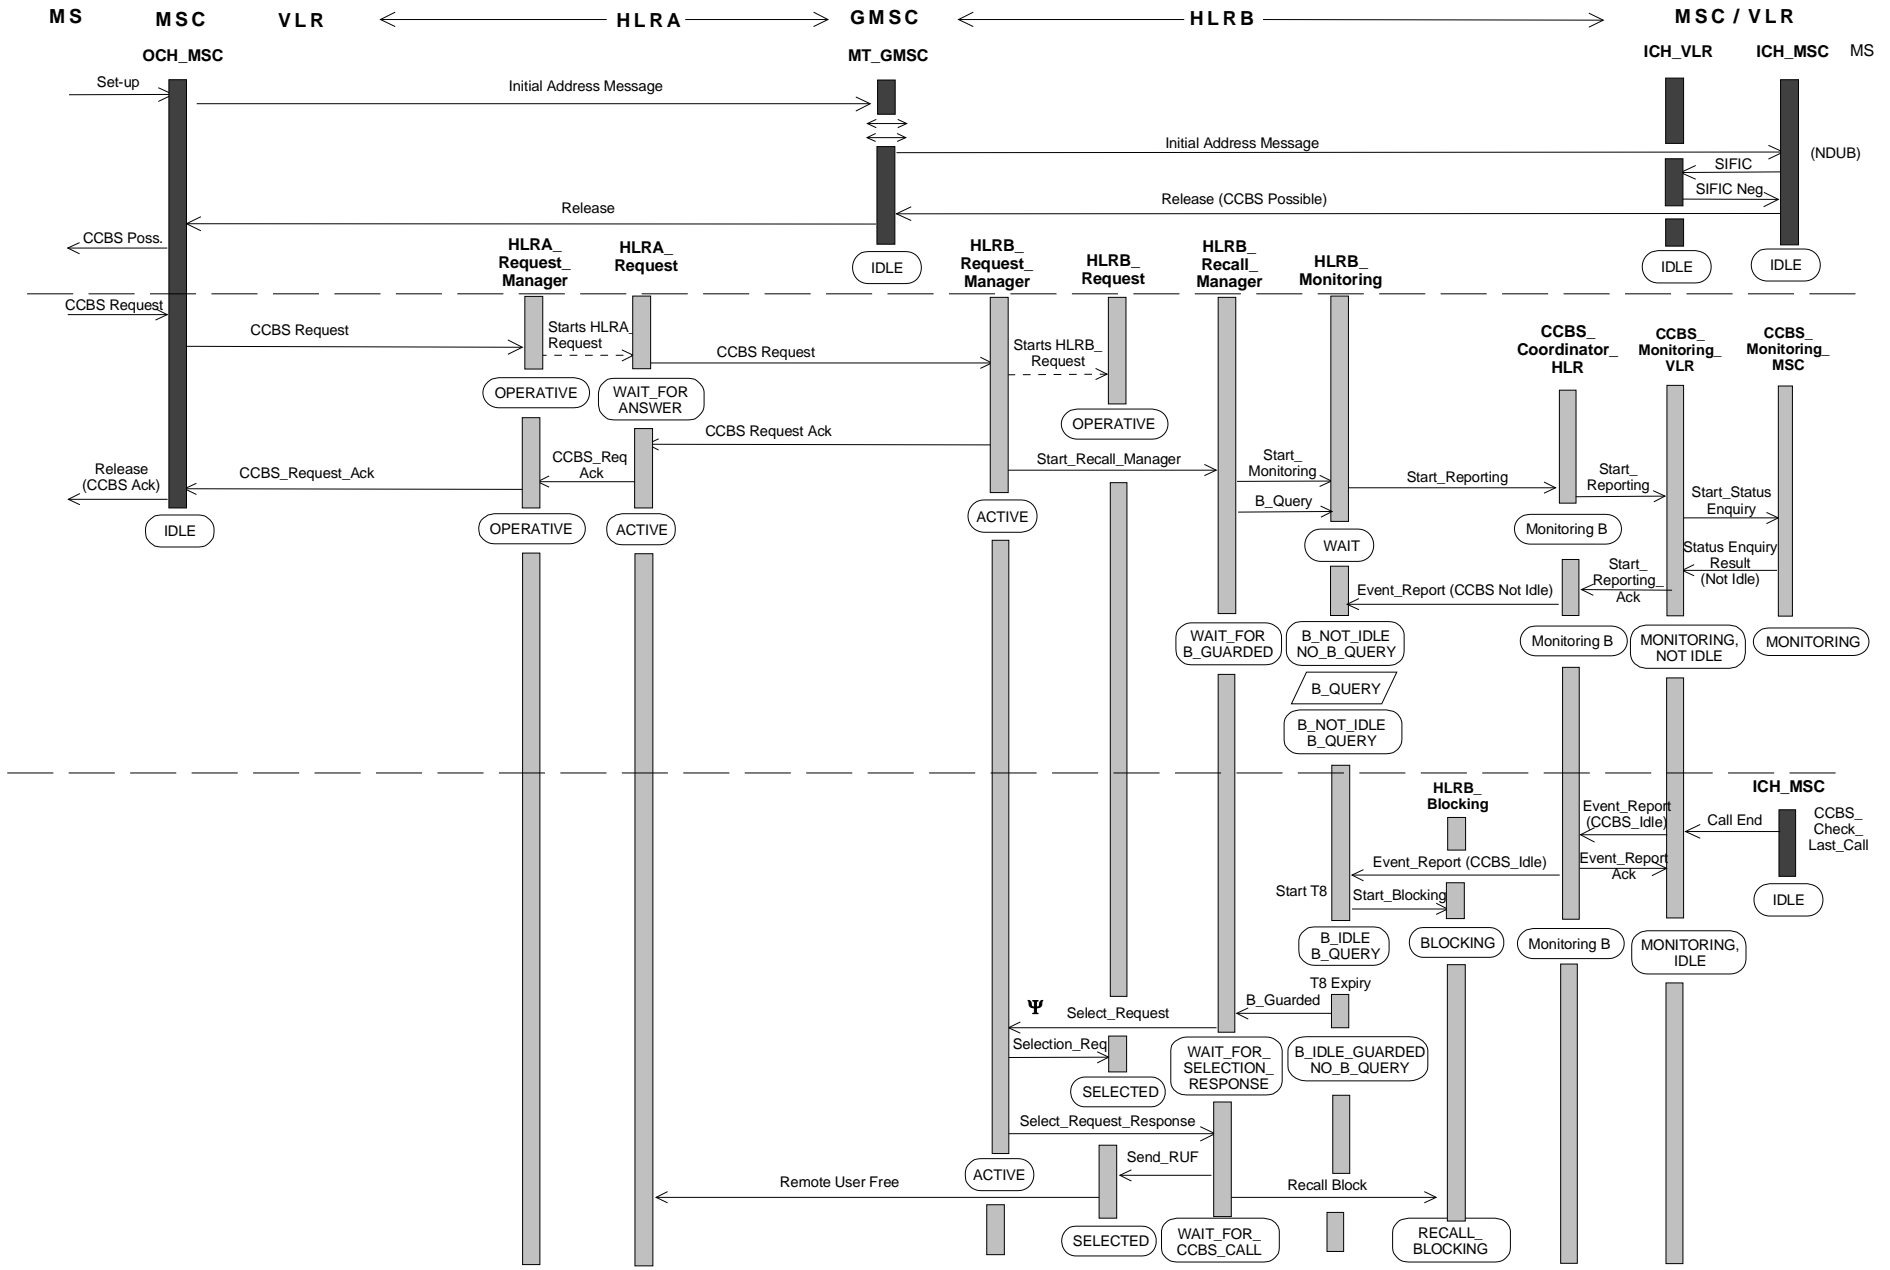 MS MSC VLR HLRA GMSC HLRB MSC / VLR
OCH_MSC MT_GMSC ICH_VLR ICH_MSC MS
Set-up
Initial Address Message
Initial Address Message
(NDUB)
SIFIC
SIFIC Neg
Release (CCBS Possible)
Release
CCBS Poss.
IDLE IDLE IDLE
HLRA_
Request_
Manager
HLRA_
Request
HLRB_
Request_
Manager
HLRB_
Request
HLRB_
Recall_
Manager
HLRB_
Monitoring
CCBS Request
CCBS Request
Starts HLRA_
Request
CCBS Request
Starts HLRB_
Request
CCBS_
Coordinator_
HLR
CCBS_
Monitoring_
VLR
CCBS_
Monitoring_
MSC
OPERATIVE
WAIT_FOR
ANSWER
OPERATIVE
CCBS Request Ack
CCBS_Req
Ack
CCBS_Request_Ack
Release
(CCBS Ack)
Start_Recall_Manager
Start_
Monitoring
B_Query
Start_Reporting
Start_
Reporting
Start_Status
Enquiry
IDLE
OPERATIVE
ACTIVE
ACTIVE
WAIT
Monitoring B
Status Enquiry
Result
(Not Idle)
Start_
Reporting_
Ack
Event_Report (CCBS Not Idle)
WAIT_FOR
B_GUARDED
B_NOT_IDLE
NO_B_QUERY
Monitoring B
MONITORING,
NOT IDLE
MONITORING
B_QUERY
B_NOT_IDLE
B_QUERY
HLRB_
Blocking
ICH_MSC
Event_Report
(CCBS_Idle)
Call End
CCBS_
Check_
Last_Call
Event_Report (CCBS_Idle)
Event_Report
Ack
Start T8
Start_Blocking
IDLE
B_IDLE
B_QUERY
BLOCKING
Monitoring B
MONITORING,
IDLE
T8 Expiry
B_Guarded
Ψ
Select_Request
Selection_Req
WAIT_FOR_
SELECTION_
RESPONSE
B_IDLE_GUARDED
NO_B_QUERY
SELECTED
Select_Request_Response
Send_RUF
ACTIVE
Remote User Free
Recall Block
SELECTED
WAIT_FOR_
CCBS_CALL
RECALL_
BLOCKING